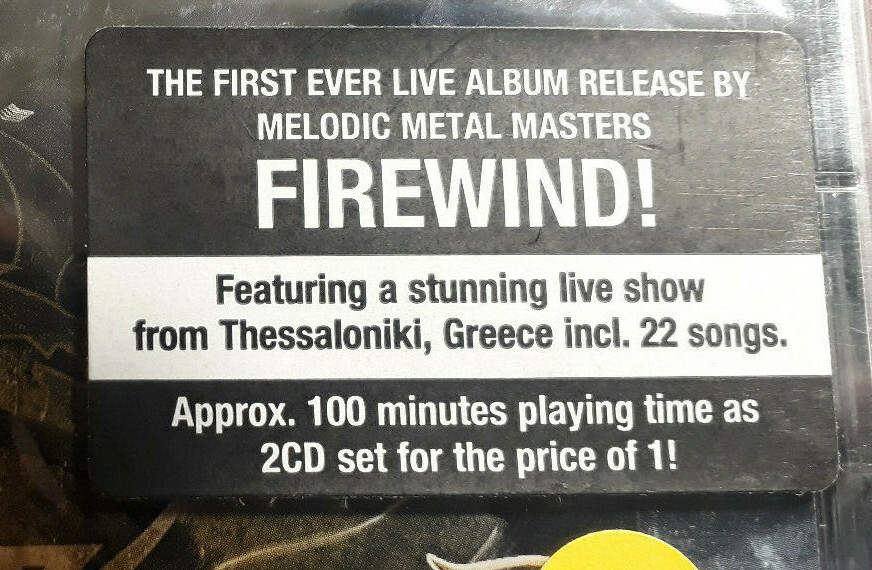 THE FIRST EVER LIVE ALBUM RELEASE BY
MELODIC METAL MASTERS
FIREWIND!
Featuring a stunning live show
from Thessaloniki, Greece incl. 22 songs.
Approx. 100 minutes playing time as
2CD set for the price of 1!